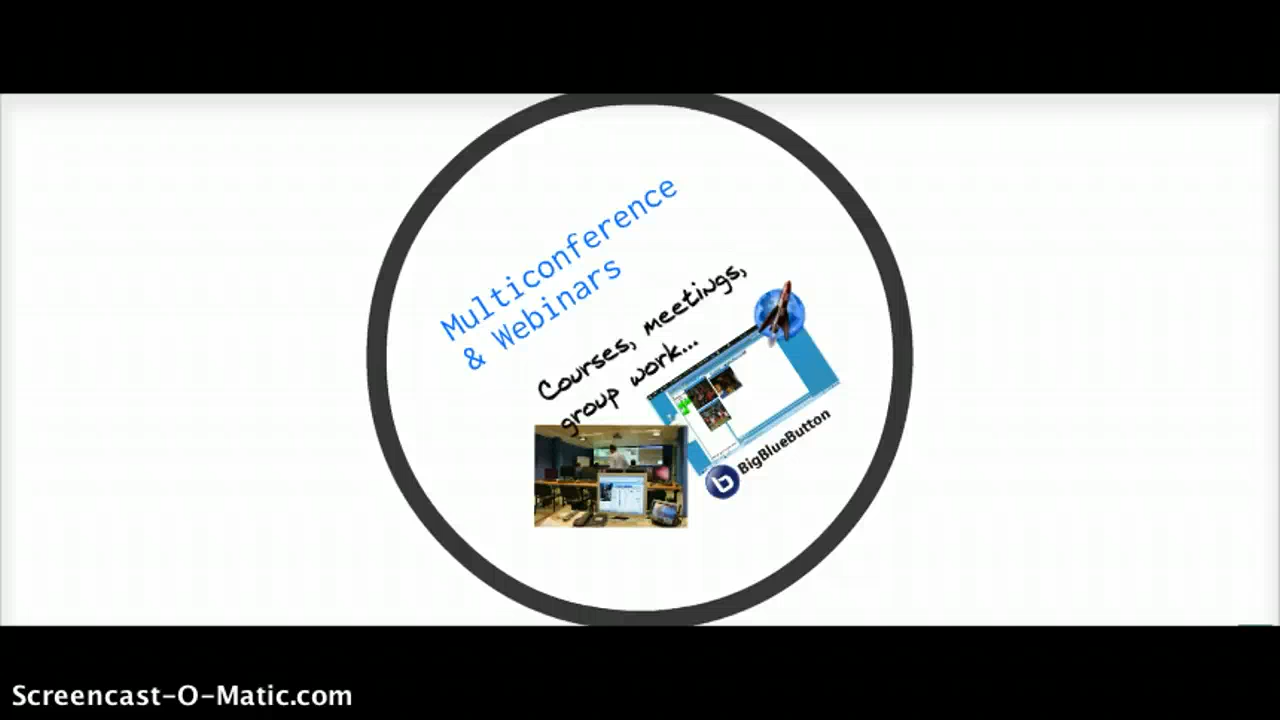 Multiconference
& Webinars
Courses, meetings,
group work...
BigBlueButton
Screencast-O-Matic.com